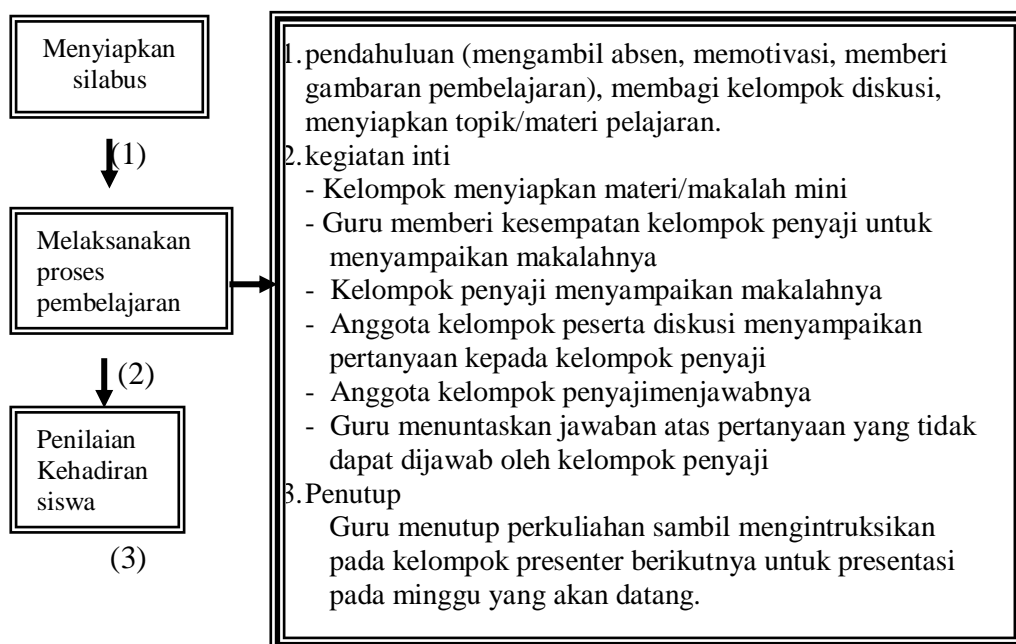 Menyiapkan
silabus
(1)
Melaksanakan
proses
pembelajaran
(2)
Penilaian
Kehadiran
siswa
(3)
1. pendahuluan (mengambil absen, memotivasi, memberi
gambaran pembelajaran), membagi kelompok diskusi,
menyiapkan topik/materi pelajaran.
2. kegiatan inti
- Kelompok menyiapkan materi/makalah mini
- Guru memberi kesempatan kelompok penyaji untuk
menyampaikan makalahnya
- Kelompok penyaji menyampaikan makalahnya
- Anggota kelompok peserta diskusi menyampaikan
pertanyaan kepada kelompok penyaji
- Anggota kelompok penyajimenjawabnya
- Guru menuntaskan jawaban atas pertanyaan yang tidak
dapat dijawab oleh kelompok penyaji
3. Penutup
Guru menutup perkuliahan sambil mengintruksikan
pada kelompok presenter berikutnya untuk presentasi
pada minggu yang akan datang.